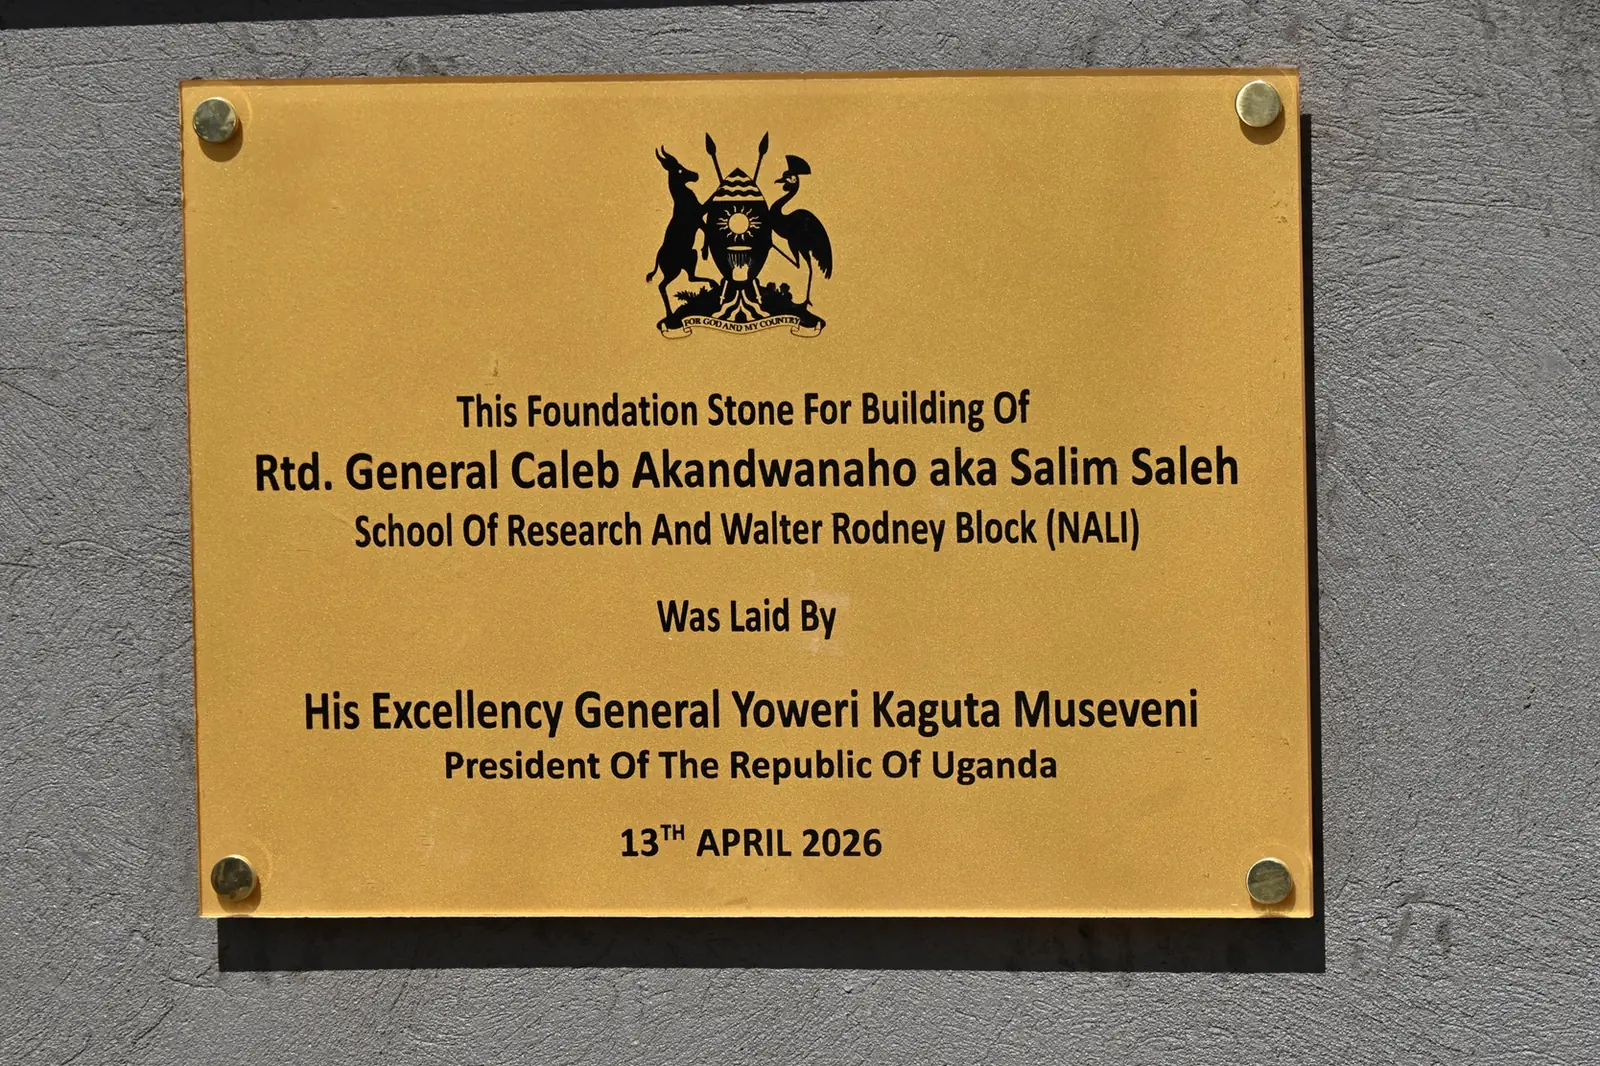 FOR GOD AND MY COUNTRY
This Foundation Stone For Building Of
Rtd. General Caleb Akandwanaho aka Salim Saleh
School Of Research And Walter Rodney Block (NALI)
Was Laid By
His Excellency General Yoweri Kaguta Museveni
President Of The Republic Of Uganda
13TH APRIL 2026